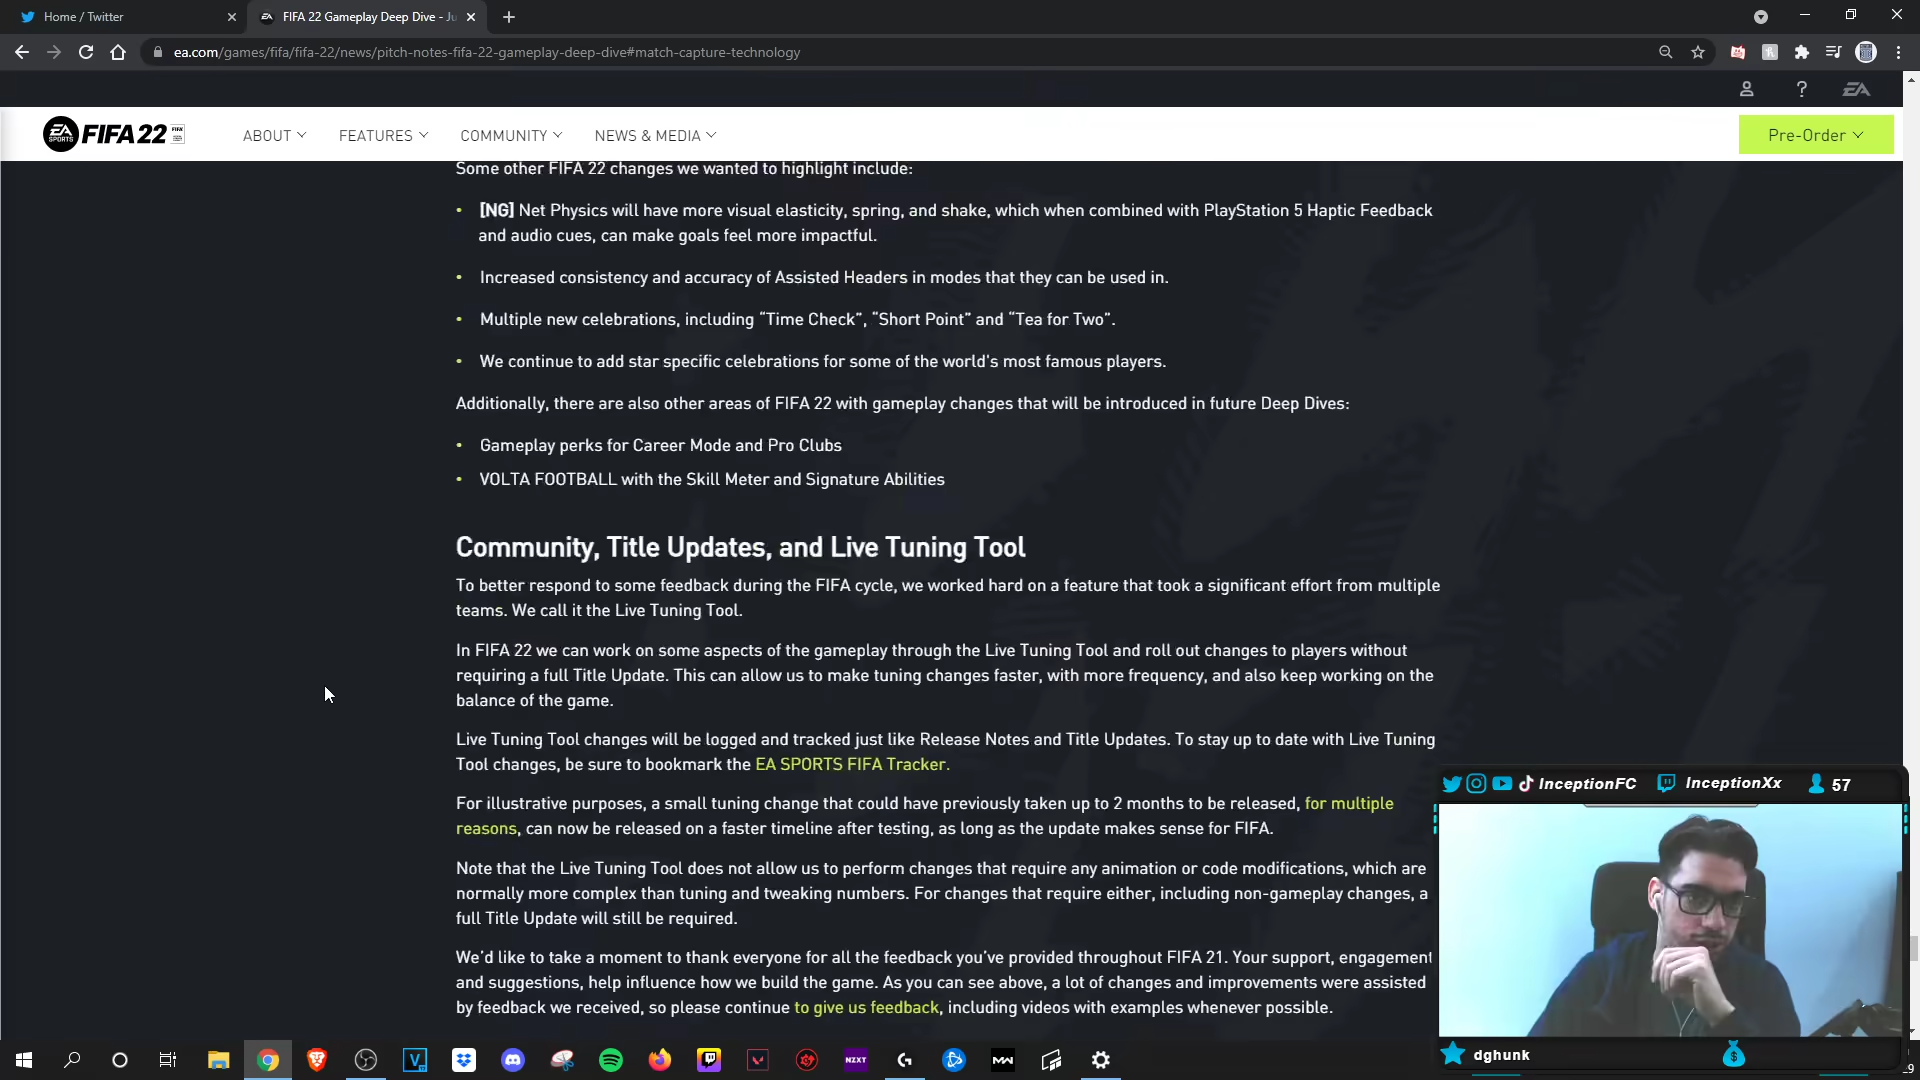 Home / Twitter
FIFA 22 Gameplay Deep Dive - Ju
ea.com/games/fifa/fifa-22/news/pitch-notes-fifa-22-gameplay-deep-dive#match-capture-technology
EA
EA SPORTS FIFA 22
ABOUT
FEATURES
COMMUNITY
NEWS & MEDIA
Pre-Order
Some other FIFA 22 changes we wanted to highlight include:
• [NG] Net Physics will have more visual elasticity, spring, and shake, which when combined with PlayStation 5 Haptic Feedback
and audio cues, can make goals feel more impactful.
• Increased consistency and accuracy of Assisted Headers in modes that they can be used in.
• Multiple new celebrations, including “Time Check”, “Short Point” and “Tea for Two”.
• We continue to add star specific celebrations for some of the world's most famous players.
Additionally, there are also other areas of FIFA 22 with gameplay changes that will be introduced in future Deep Dives:
• Gameplay perks for Career Mode and Pro Clubs
• VOLTA FOOTBALL with the Skill Meter and Signature Abilities
Community, Title Updates, and Live Tuning Tool
To better respond to some feedback during the FIFA cycle, we worked hard on a feature that took a significant effort from multiple
teams. We call it the Live Tuning Tool.
In FIFA 22 we can work on some aspects of the gameplay through the Live Tuning Tool and roll out changes to players without
requiring a full Title Update. This can allow us to make tuning changes faster, with more frequency, and also keep working on the
balance of the game.
Live Tuning Tool changes will be logged and tracked just like Release Notes and Title Updates. To stay up to date with Live Tuning
Tool changes, be sure to bookmark the EA SPORTS FIFA Tracker.
For illustrative purposes, a small tuning change that could have previously taken up to 2 months to be released, for multiple
reasons, can now be released on a faster timeline after testing, as long as the update makes sense for FIFA.
Note that the Live Tuning Tool does not allow us to perform changes that require any animation or code modifications, which are
normally more complex than tuning and tweaking numbers. For changes that require either, including non-gameplay changes, a
full Title Update will still be required.
We'd like to take a moment to thank everyone for all the feedback you've provided throughout FIFA 21. Your support, engagement
and suggestions, help influence how we build the game. As you can see above, a lot of changes and improvements were assisted
by feedback we received, so please continue to give us feedback, including videos with examples whenever possible.
InceptionFC
InceptionXx
57
dghunk
NZXT
MW